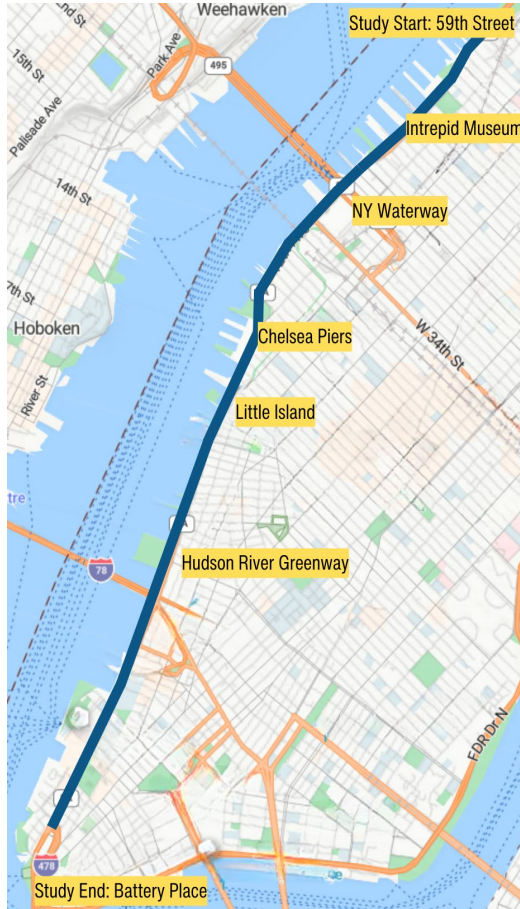 Weehawken
Study Start: 59th Street
15th St
Park Ave
495
Palisade Ave
Intrepid Museum
14th St
NY Waterway
Hoboken
W 34th St
Chelsea Piers
River St
Little Island
tre
78
Hudson River Greenway
FDR Dr N
478
Study End: Battery Place